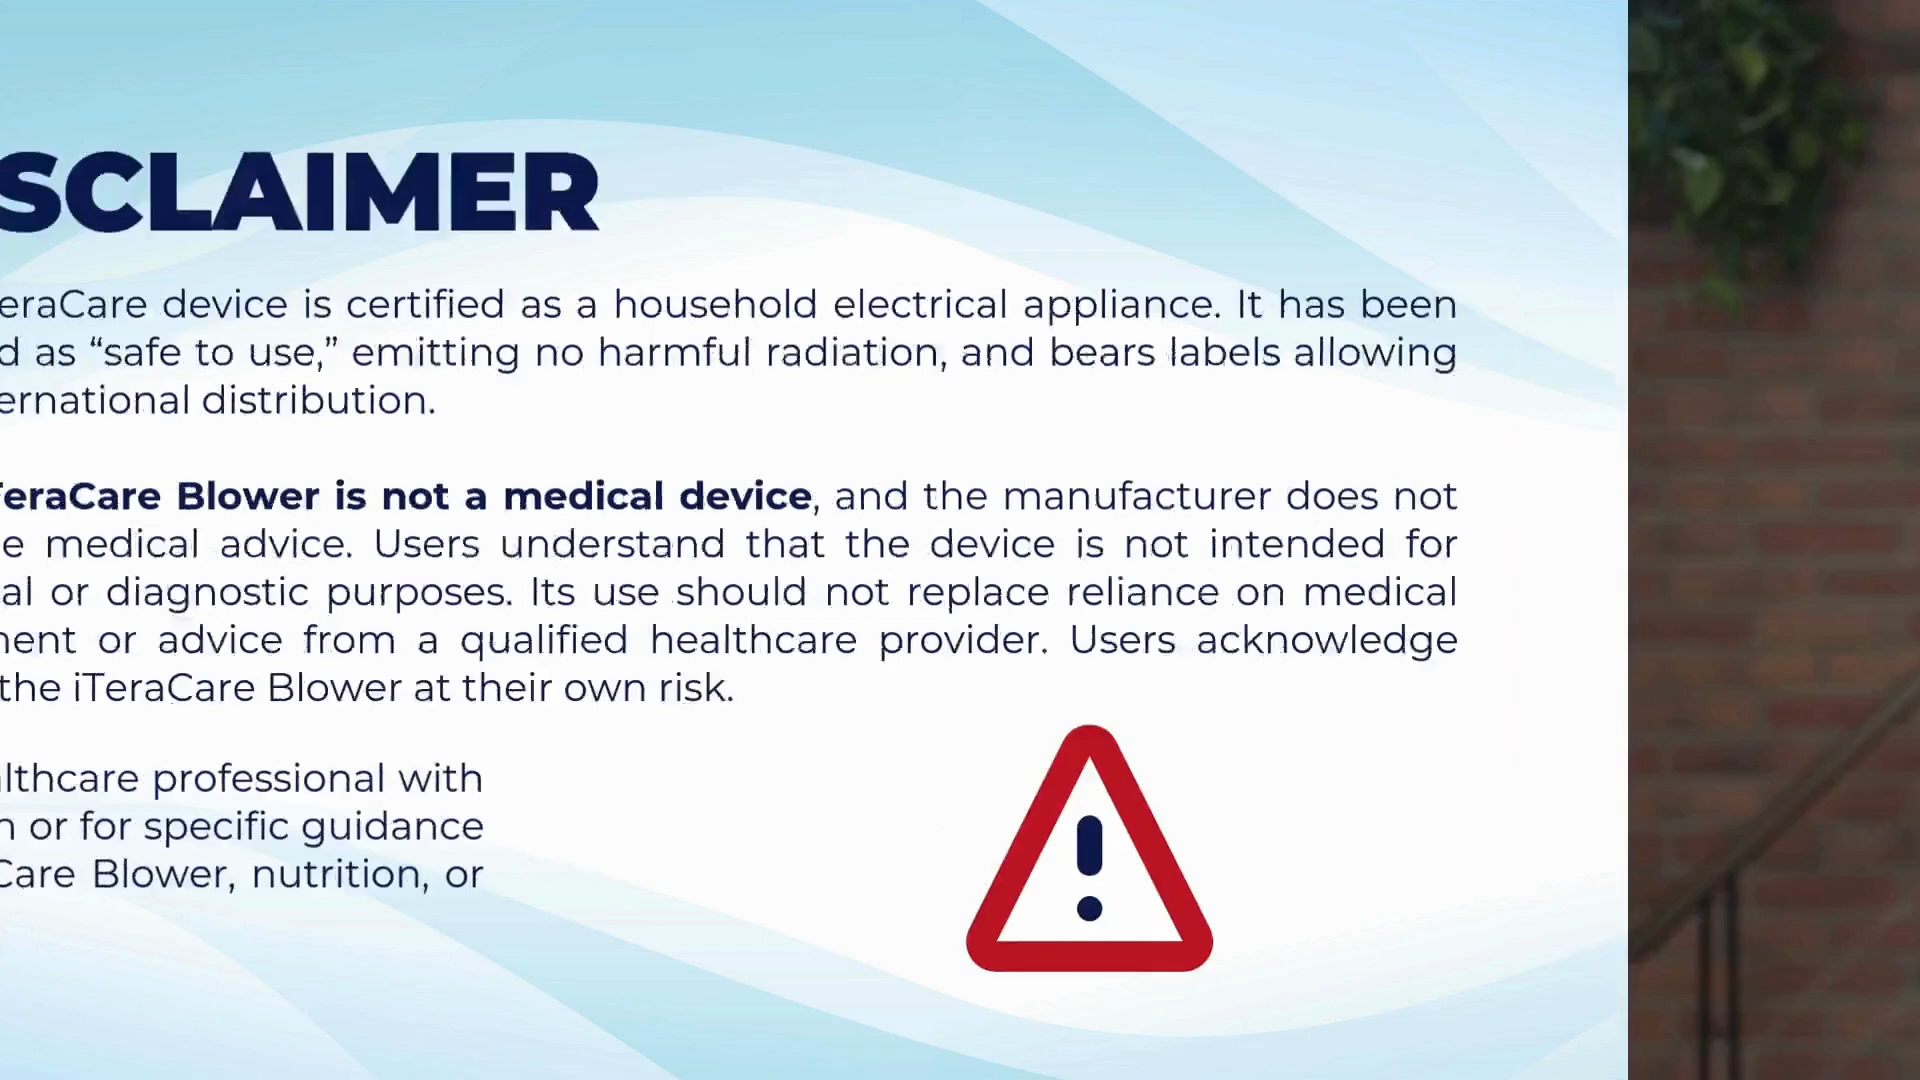 SCLAIMER
eraCare device is certified as a household electrical appliance. It has been
d as “safe to use,” emitting no harmful radiation, and bears labels allowing
ernational distribution.
TeraCare Blower is not a medical device, and the manufacturer does not
e medical advice. Users understand that the device is not intended for
al or diagnostic purposes. Its use should not replace reliance on medical
ment or advice from a qualified healthcare provider. Users acknowledge
the iTeraCare Blower at their own risk.
lthcare professional with
n or for specific guidance
Care Blower, nutrition, or